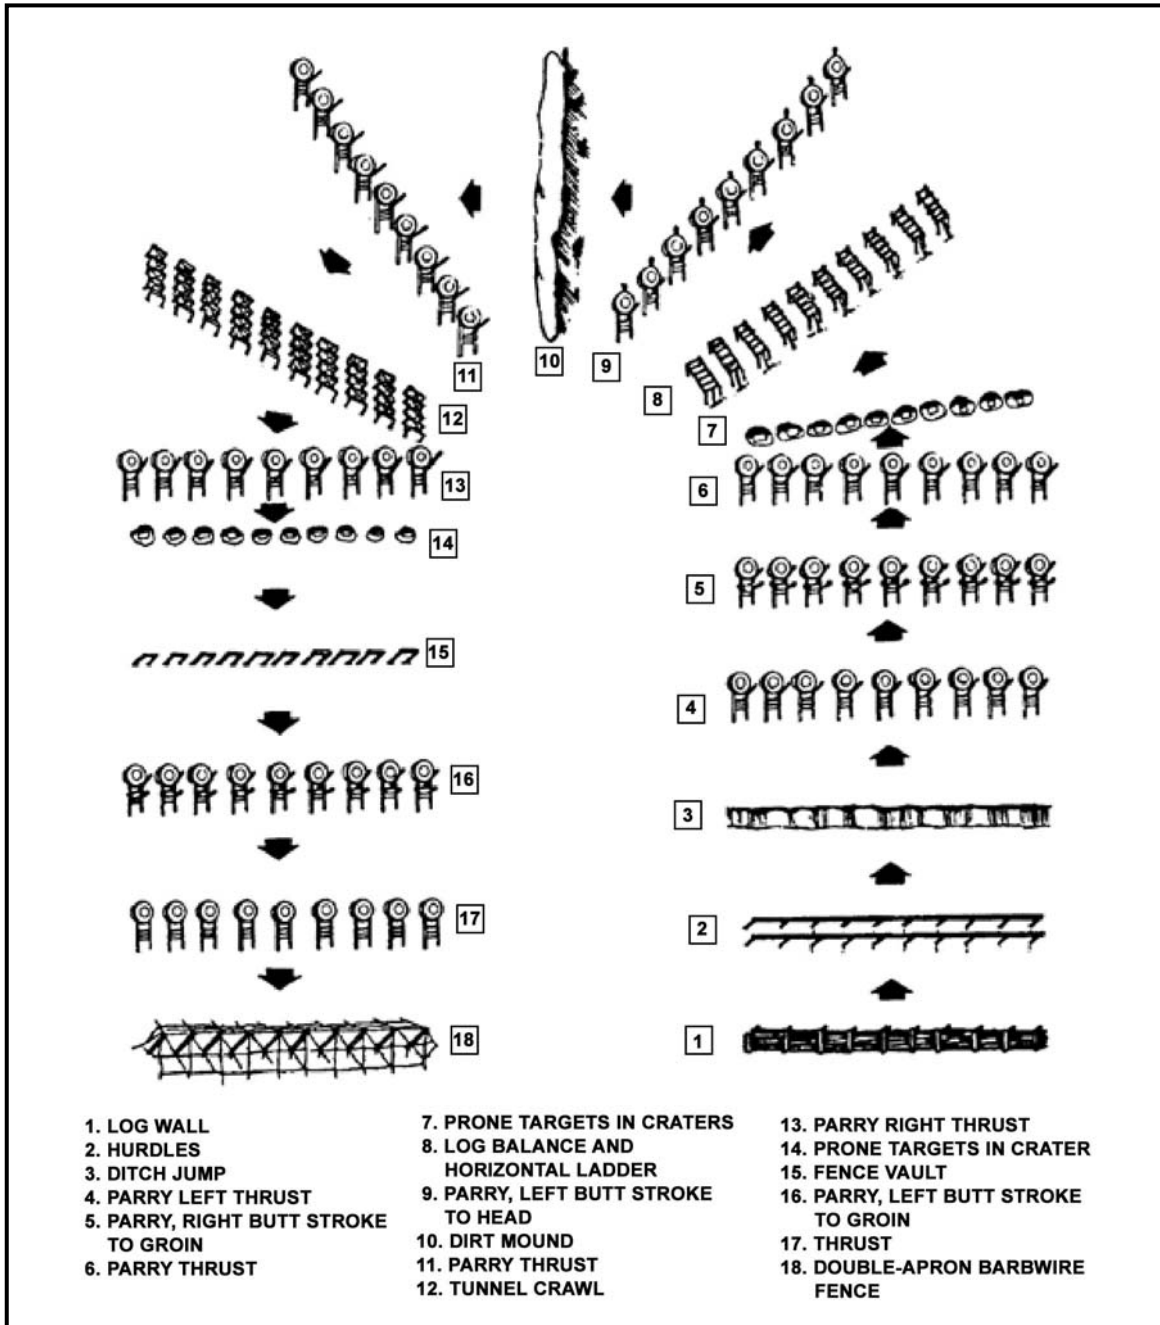 11
10
9
8
12
7
13
6
14
5
15
4
16
3
17
2
18
1
1. LOG WALL
2. HURDLES
3. DITCH JUMP
4. PARRY LEFT THRUST
5. PARRY, RIGHT BUTT STROKE
TO GROIN
6. PARRY THRUST
7. PRONE TARGETS IN CRATERS
8. LOG BALANCE AND
HORIZONTAL LADDER
9. PARRY, LEFT BUTT STROKE
TO HEAD
10. DIRT MOUND
11. PARRY THRUST
12. TUNNEL CRAWL
13. PARRY RIGHT THRUST
14. PRONE TARGETS IN CRATER
15. FENCE VAULT
16. PARRY, LEFT BUTT STROKE
TO GROIN
17. THRUST
18. DOUBLE-APRON BARBWIRE
FENCE